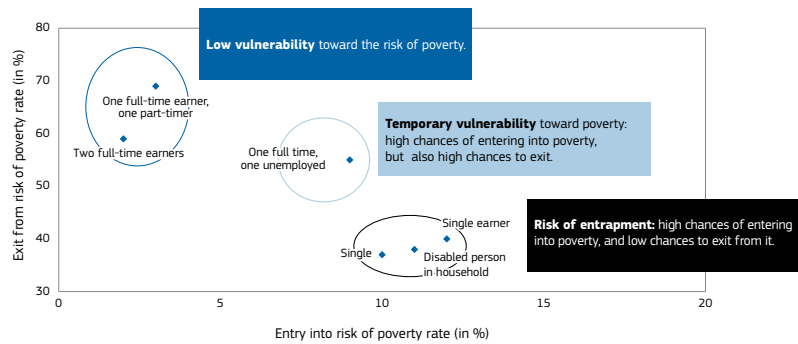 Exit from risk of poverty rate (in %)
80
70
60
50
40
30
0
5
10
15
20
Entry into risk of poverty rate (in %)
Low vulnerability toward the risk of poverty.
One full-time earner,
one part-timer
Two full-time earners
Temporary vulnerability toward poverty:
high chances of entering into poverty,
but also high chances to exit.
One full time,
one unemployed
Risk of entrapment: high chances of entering
into poverty, and low chances to exit from it.
Single earner
Single
Disabled person
in household